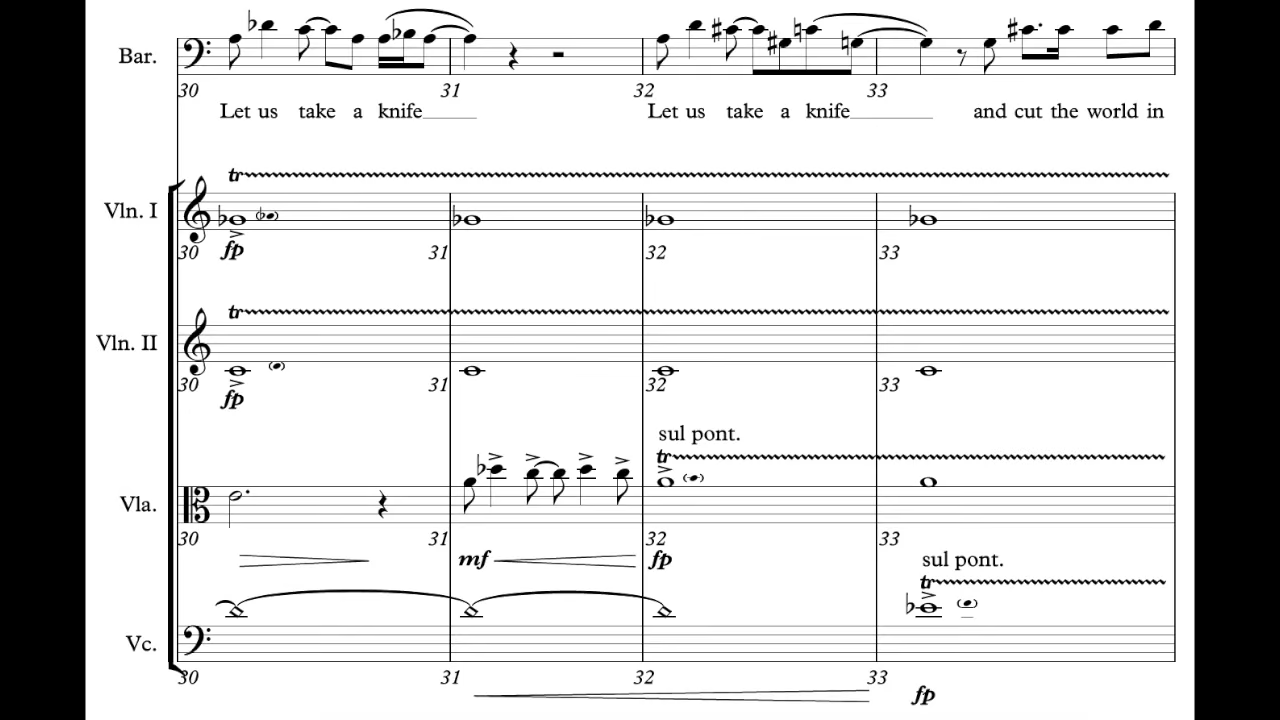 Bar.
30 31 32 33
Let us take a knife Let us take a knife and cut the world in
tr
Vln. I
fp
30 31 32 33
tr
Vln. II
30 31 32 33
fp
sul pont.
tr
Vla.
30 31 32 33
mf fp sul pont.
tr
Vc.
30 31 32 33
fp